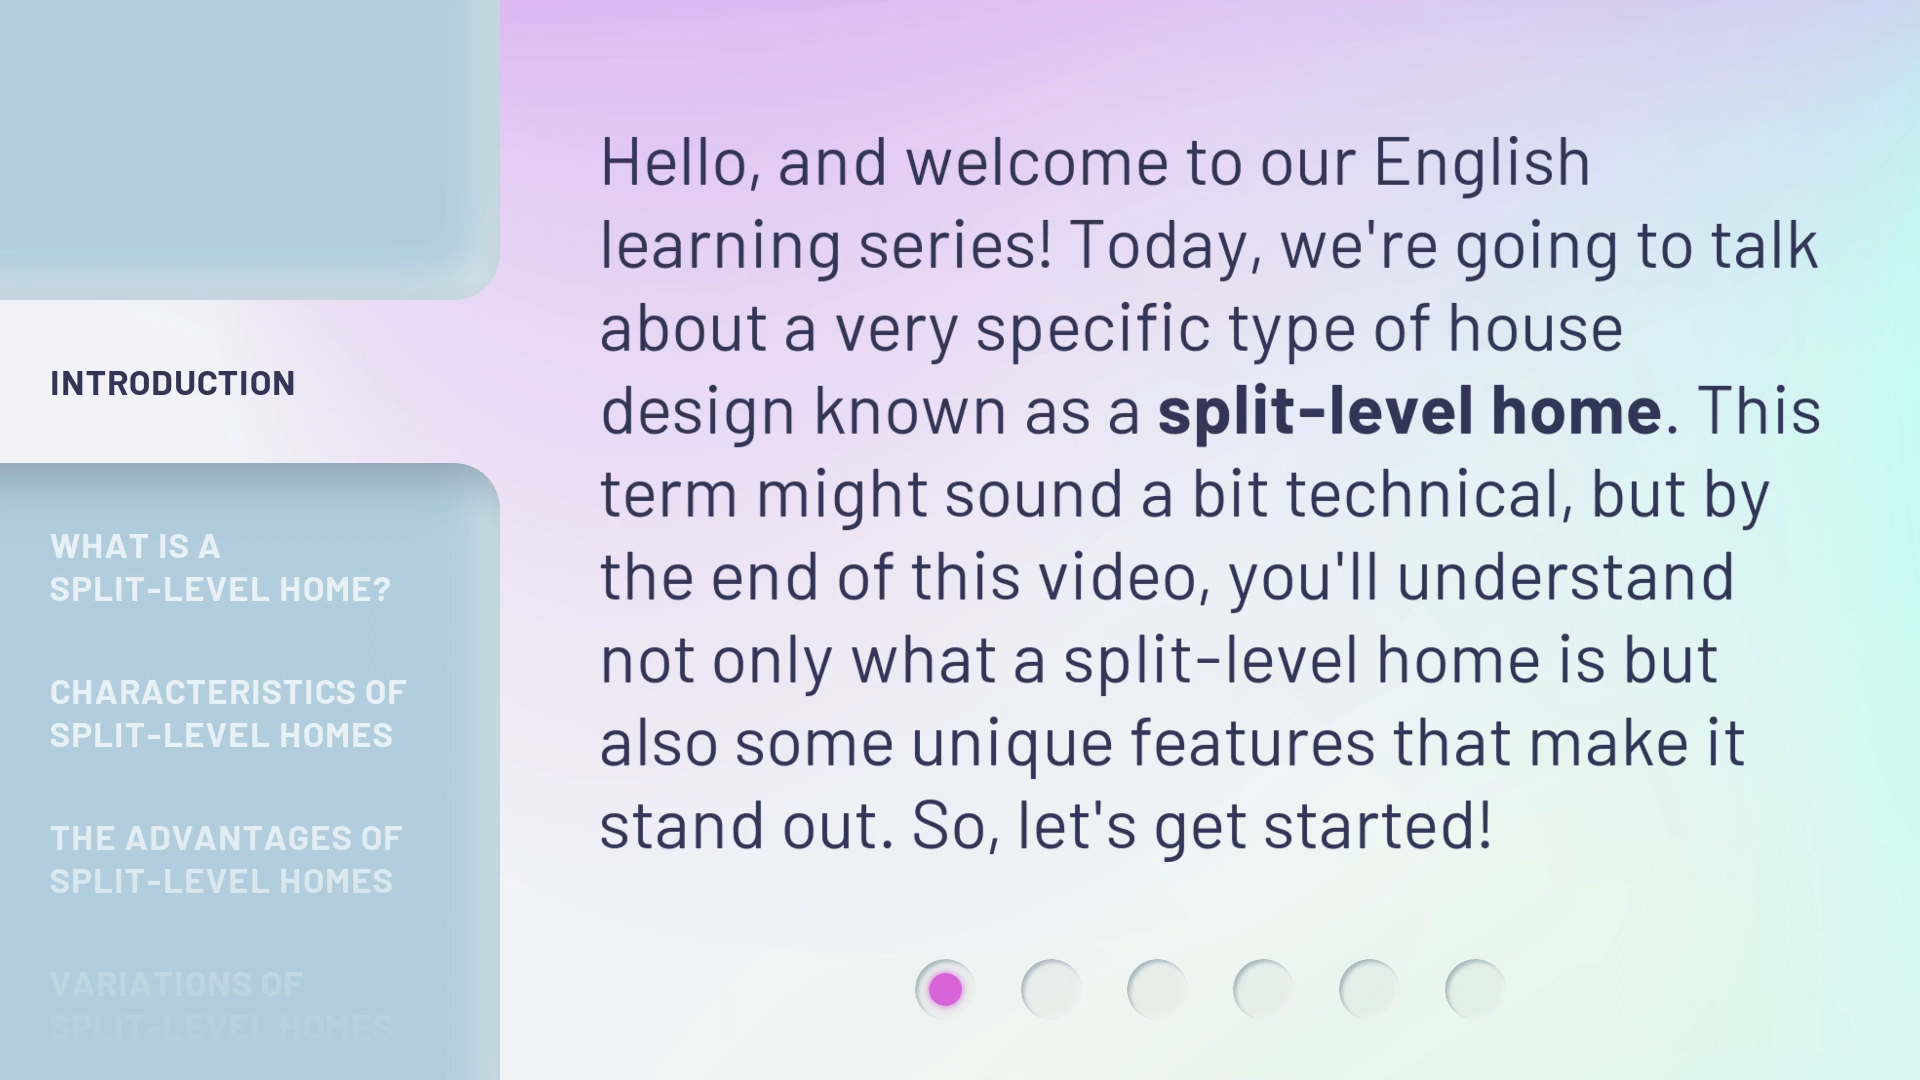 INTRODUCTION
WHAT IS A
SPLIT-LEVEL HOME?
CHARACTERISTICS OF
SPLIT-LEVEL HOMES
THE ADVANTAGES OF
SPLIT-LEVEL HOMES
VARIATIONS OF
SPLIT-LEVEL HOMES
Hello, and welcome to our English
learning series! Today, we're going to talk
about a very specific type of house
design known as a split-level home. This
term might sound a bit technical, but by
the end of this video, you'll understand
not only what a split-level home is but
also some unique features that make it
stand out. So, let's get started!